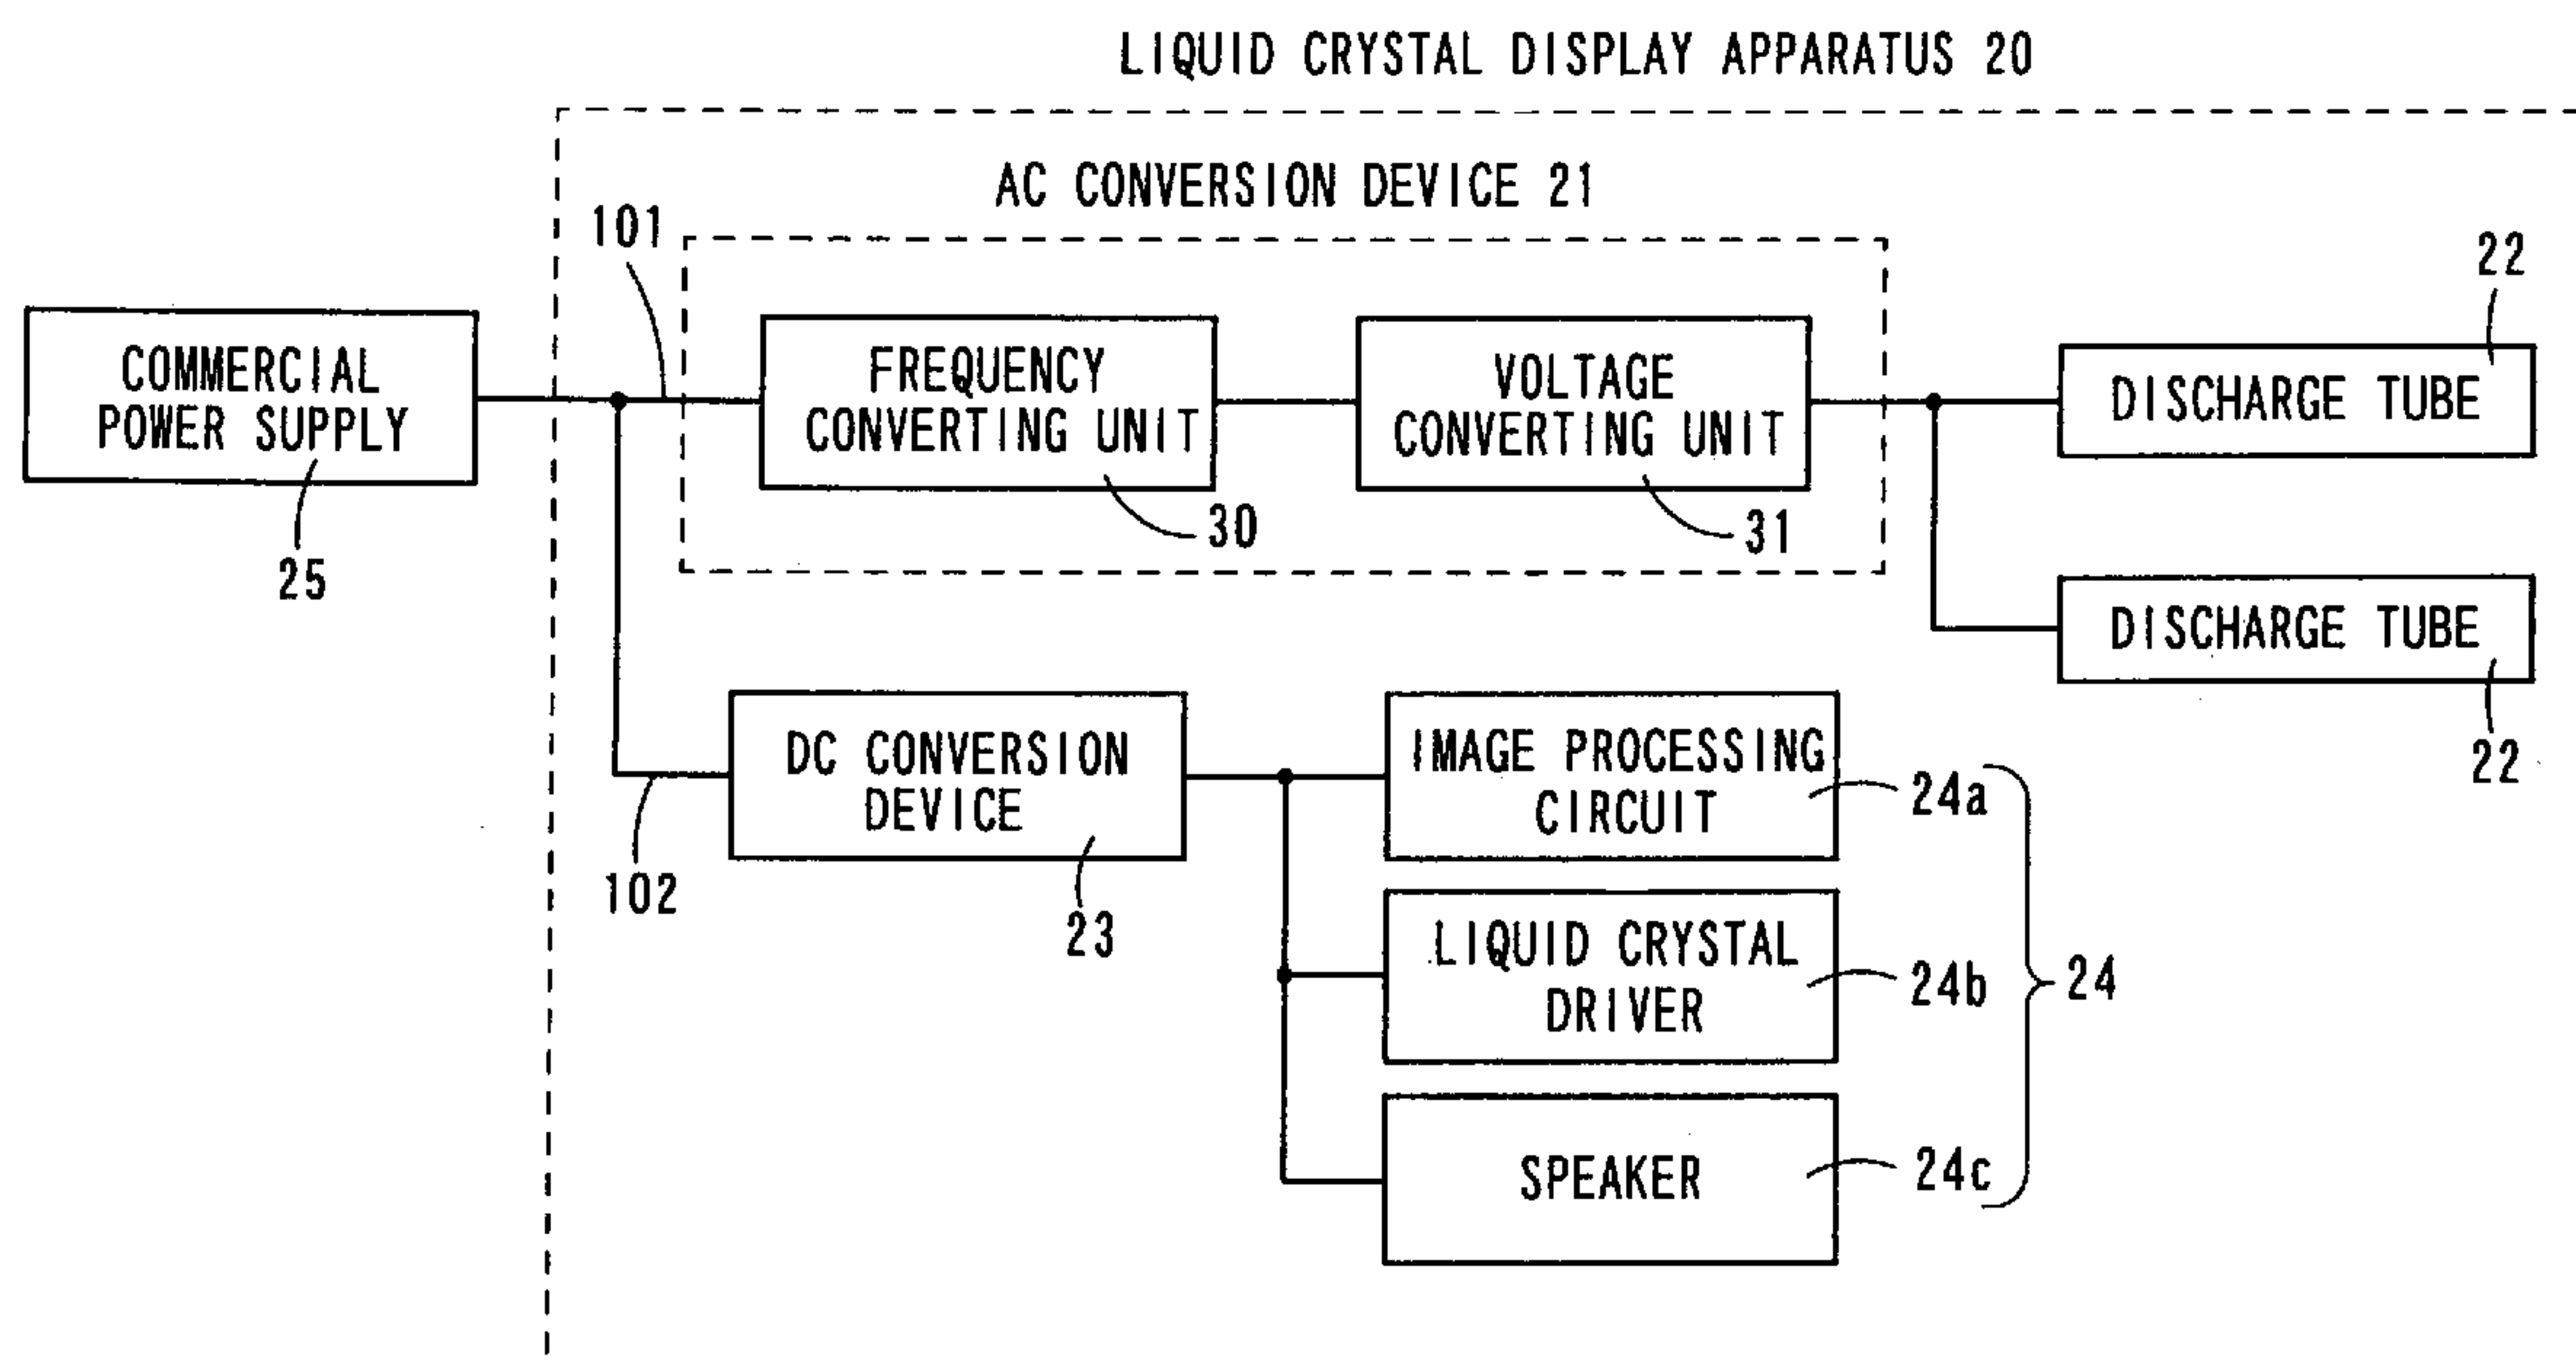 LIQUID CRYSTAL DISPLAY APPARATUS 20
AC CONVERSION DEVICE 21
101
22
COMMERCIAL
POWER SUPPLY
25
FREQUENCY
CONVERTING UNIT
30
VOLTAGE
CONVERTING UNIT
31
DISCHARGE TUBE
DISCHARGE TUBE
22
102
DC CONVERSION
DEVICE
23
IMAGE PROCESSING
CIRCUIT
24a
LIQUID CRYSTAL
DRIVER
24b
24
SPEAKER
24c